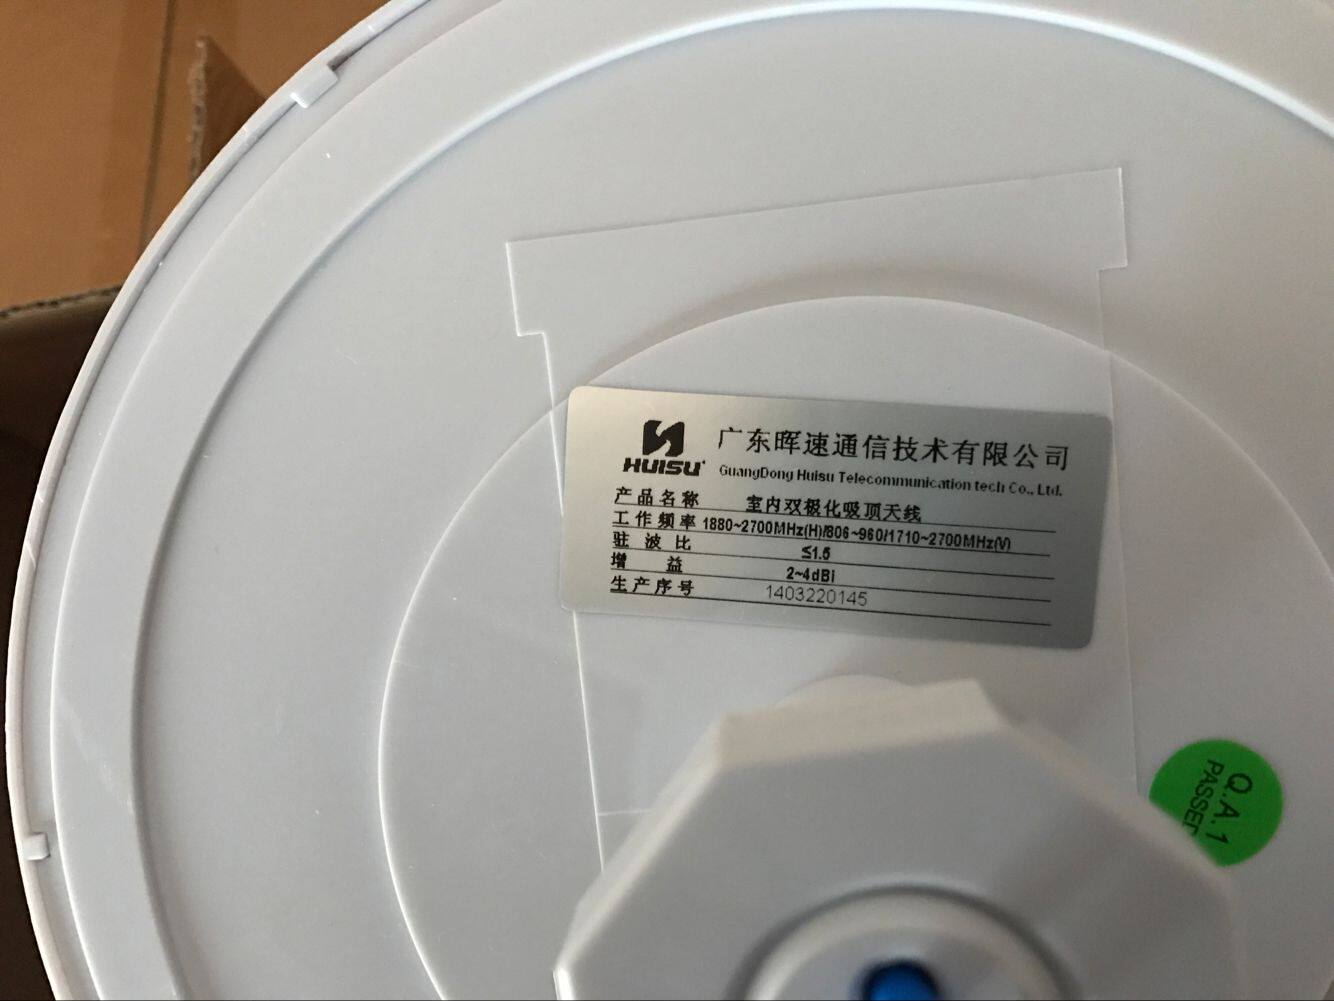 HUISU
广东晖速通信技术有限公司
GuangDong Huisu Telecommunication tech Co., Ltd.
产品名称 室内双极化吸顶天线
工作频率 1880~2700MHz(H)/806~960/1710~2700MHz(V)
驻波比 ≤1.5
增益 2~4dBi
生产序号 1403220145
Q.A.1
PASSED